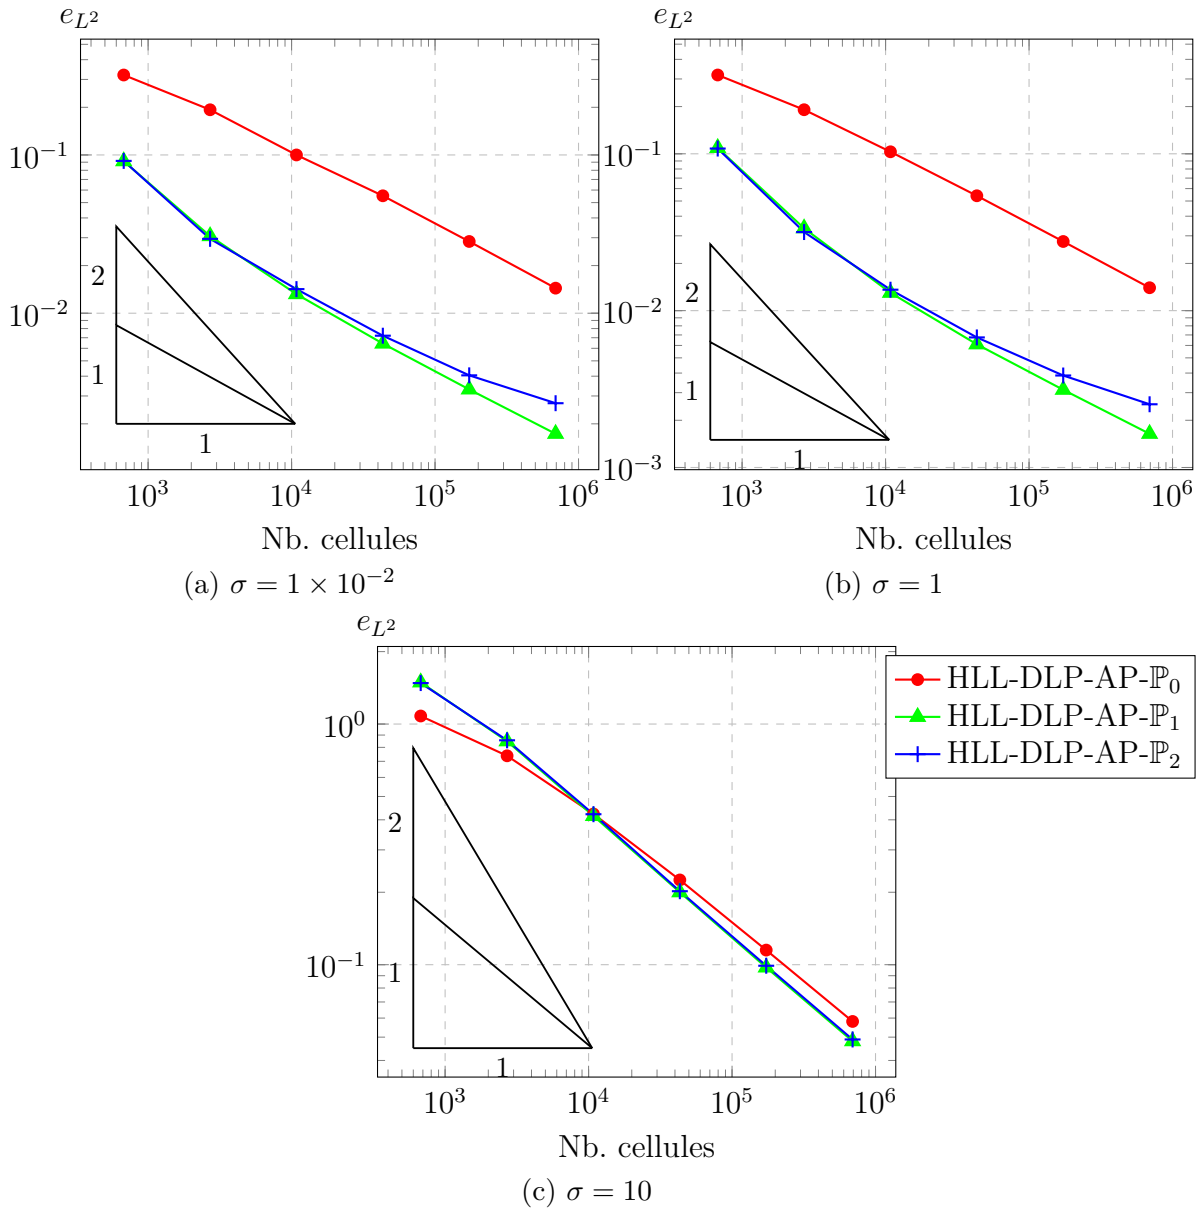 e_{L^2}
10^{-1}
10^{-2}
2
1
1
10^3 10^4 10^5 10^6
Nb. cellules
(a) σ = 1 × 10^{-2}
e_{L^2}
10^{-1}
10^{-2}
10^{-3}
2
1
1
10^3 10^4 10^5 10^6
Nb. cellules
(b) σ = 1
e_{L^2}
10^0
10^{-1}
2
1
1
10^3 10^4 10^5 10^6
Nb. cellules
(c) σ = 10
HLL-DLP-AP-ℙ_0
HLL-DLP-AP-ℙ_1
HLL-DLP-AP-ℙ_2